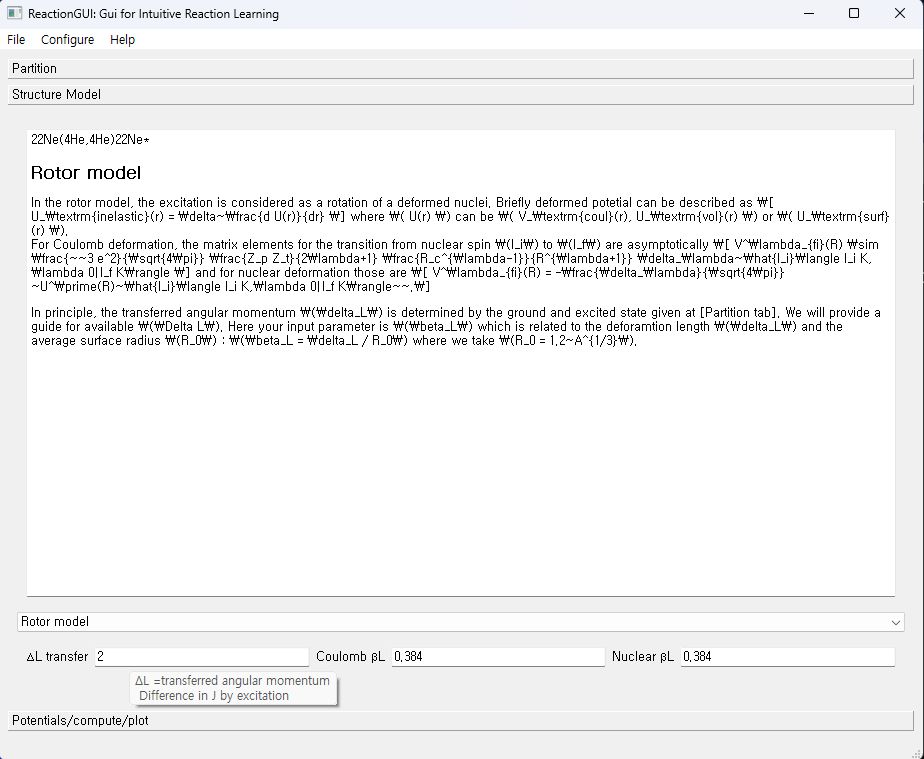 ReactionGUI: Gui for Intuitive Reaction Learning
File Configure Help
Partition
Structure Model
22Ne(4He,4He)22Ne*
Rotor model
In the rotor model, the excitation is considered as a rotation of a deformed nuclei. Briefly deformed potetial can be described as ₩[
U_₩textrm{inelastic}(r) = ₩delta~₩frac{d U(r)}{dr} ₩] where ₩( U(r) ₩) can be ₩( V_₩textrm{coul}(r), U_₩textrm{vol}(r) ₩) or ₩( U_₩textrm{surf}
(r) ₩).
For Coulomb deformation, the matrix elements for the transition from nuclear spin ₩(I_i₩) to ₩(I_f₩) are asymptotically ₩[ V^₩lambda_{fi}(R) ₩sim
₩frac{~~3 e^2}{₩sqrt{4₩pi}} ₩frac{Z_p Z_t}{2₩lambda+1} ₩frac{R_c^{₩lambda-1}}{R^{₩lambda+1}} ₩delta_₩lambda~₩hat{I_i}₩langle I_i K,
₩lambda 0|I_f K₩rangle ₩] and for nuclear deformation those are ₩[ V^₩lambda_{fi}(R) = -₩frac{₩delta_₩lambda}{₩sqrt{4₩pi}}
~U^₩prime(R)~₩hat{I_i}₩langle I_i K,₩lambda 0|I_f K₩rangle~~.₩]
In principle, the transferred angular momentum ₩(₩delta_L₩) is determined by the ground and excited state given at [Partition tab]. We will provide a
guide for available ₩(₩Delta L₩). Here your input parameter is ₩(₩beta_L₩) which is related to the deforamtion length ₩(₩delta_L₩) and the
average surface radius ₩(R_0₩) : ₩(₩beta_L = ₩delta_L / R_0₩) where we take ₩(R_0 = 1.2~A^{1/3}₩).
Rotor model
ΔL transfer 2 Coulomb βL 0.384 Nuclear βL 0.384
ΔL =transferred angular momentum
Difference in J by excitation
Potentials/compute/plot